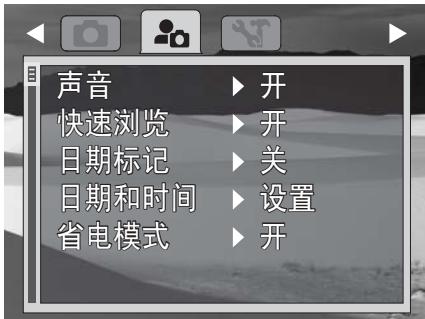 声音 开
快速浏览 开
日期标记 关
日期和时间 设置
省电模式 开